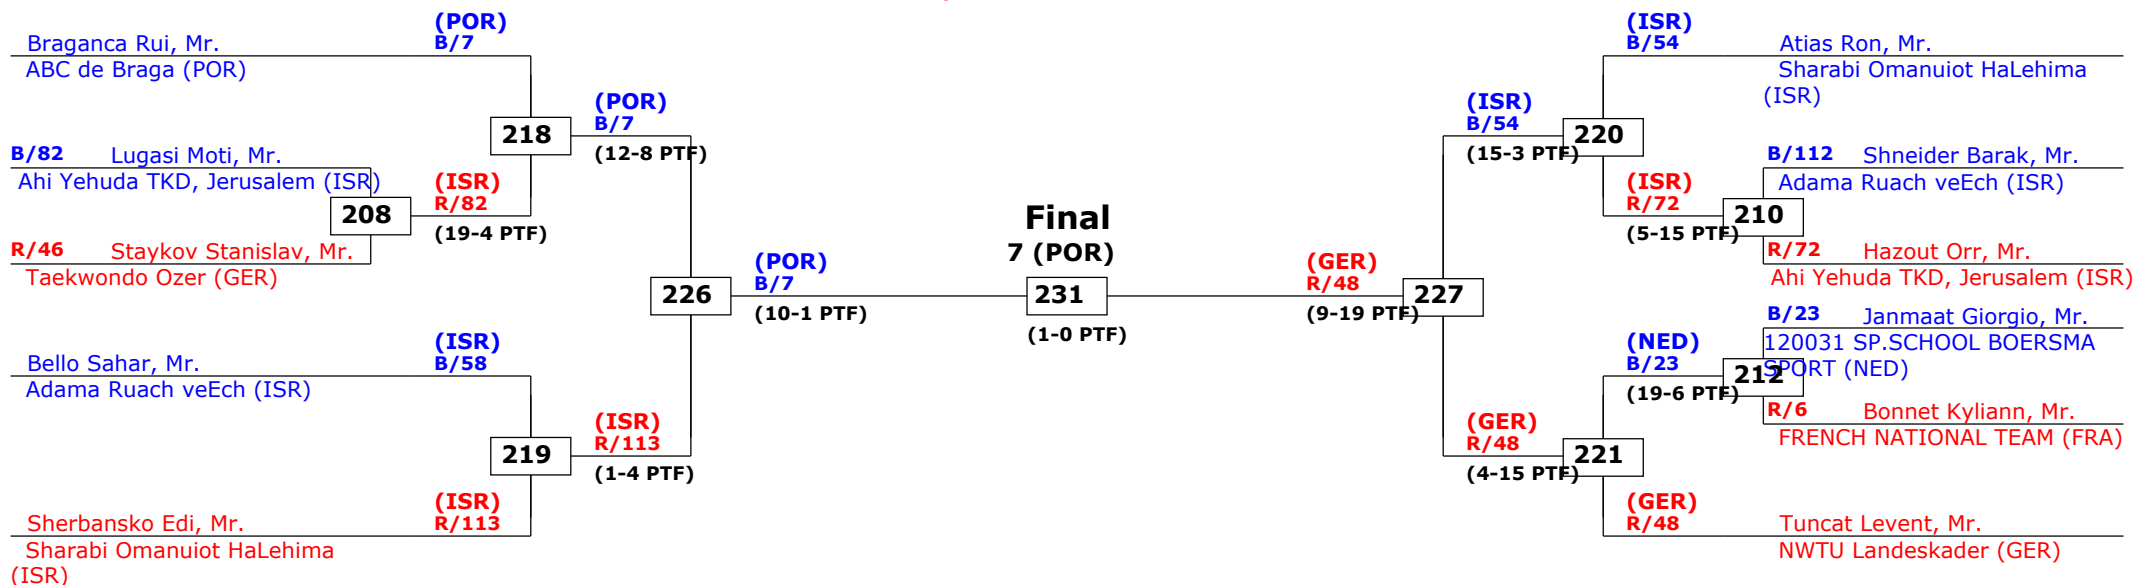 (POR)
B/7
Braganca Rui, Mr.
ABC de Braga (POR)
B/82 Lugasi Moti, Mr.
Ahi Yehuda TKD, Jerusalem (ISR)
208
R/46 Staykov Stanislav, Mr.
Taekwondo Ozer (GER)
(ISR)
R/82
(19-4 PTF)
218
(POR)
B/7
(12-8 PTF)
Bello Sahar, Mr.
Adama Ruach veEch (ISR)
(ISR)
B/58
219
Sherbansko Edi, Mr.
Sharabi Omanuiot HaLehima
(ISR)
(ISR)
R/113
(ISR)
R/113
(1-4 PTF)
226
(POR)
B/7
(10-1 PTF)
Final
7 (POR)
231
(1-0 PTF)
(GER)
R/48
(9-19 PTF)
227
(ISR)
B/54
(15-3 PTF)
220
(ISR)
B/54
Atias Ron, Mr.
Sharabi Omanuiot HaLehima
(ISR)
B/112 Shneider Barak, Mr.
Adama Ruach veEch (ISR)
(ISR)
R/72
(5-15 PTF)
210
R/72 Hazout Orr, Mr.
Ahi Yehuda TKD, Jerusalem (ISR)
B/23 Janmaat Giorgio, Mr.
120031 SP.SCHOOL BOERSMA
SPORT (NED)
(NED)
B/23
(19-6 PTF)
212
R/6 Bonnet Kyliann, Mr.
FRENCH NATIONAL TEAM (FRA)
(GER)
R/48
(4-15 PTF)
221
(GER)
R/48
Tuncat Levent, Mr.
NWTU Landeskader (GER)